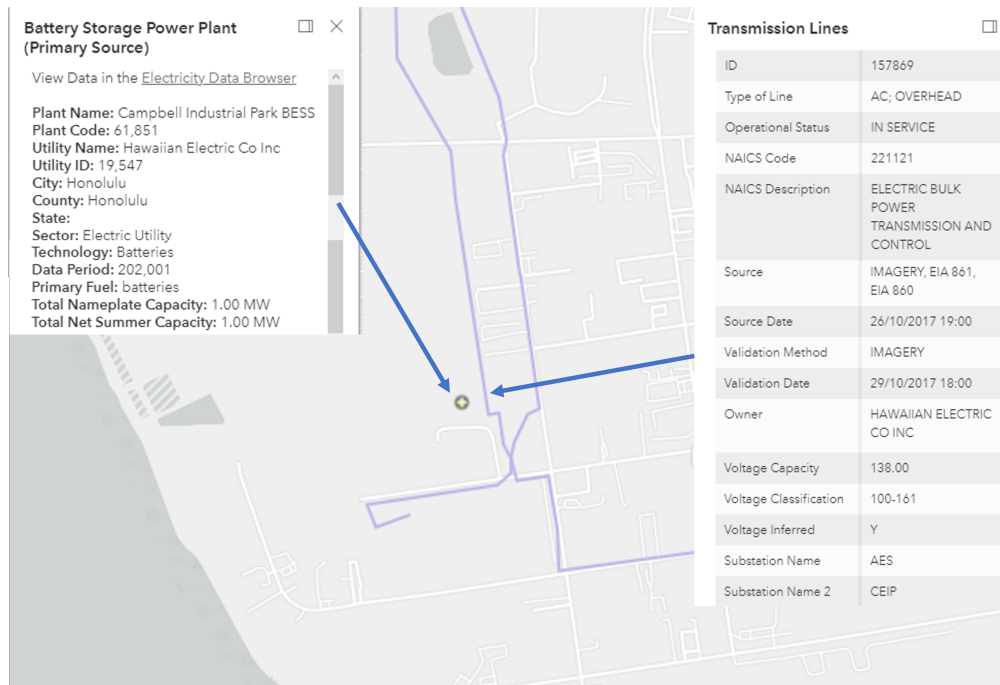 Battery Storage Power Plant
(Primary Source)
View Data in the Electricity Data Browser
Plant Name: Campbell Industrial Park BESS
Plant Code: 61,851
Utility Name: Hawaiian Electric Co Inc
Utility ID: 19,547
City: Honolulu
County: Honolulu
State:
Sector: Electric Utility
Technology: Batteries
Data Period: 202,001
Primary Fuel: batteries
Total Nameplate Capacity: 1.00 MW
Total Net Summer Capacity: 1.00 MW
Transmission Lines
ID 157869
Type of Line AC; OVERHEAD
Operational Status IN SERVICE
NAICS Code 221121
NAICS Description ELECTRIC BULK
POWER
TRANSMISSION AND
CONTROL
Source IMAGERY, EIA 861,
EIA 860
Source Date 26/10/2017 19:00
Validation Method IMAGERY
Validation Date 29/10/2017 18:00
Owner HAWAIIAN ELECTRIC
CO INC
Voltage Capacity 138.00
Voltage Classification 100-161
Voltage Inferred Y
Substation Name AES
Substation Name 2 CEIP